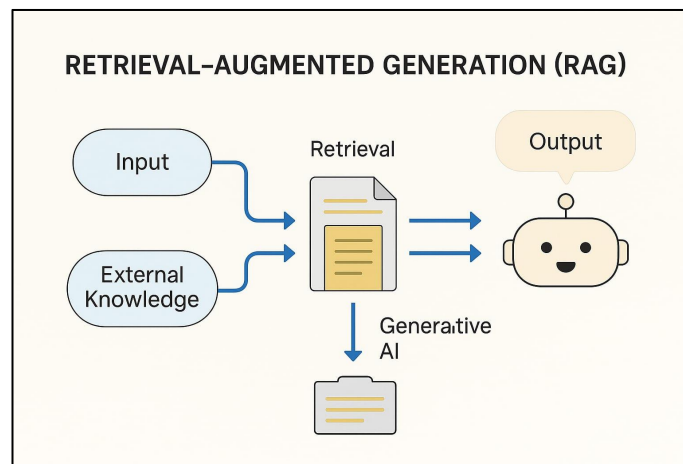 RETRIEVAL–AUGMENTED GENERATION (RAG)
Input
Retrieval
Output
External
Knowledge
Generative
AI